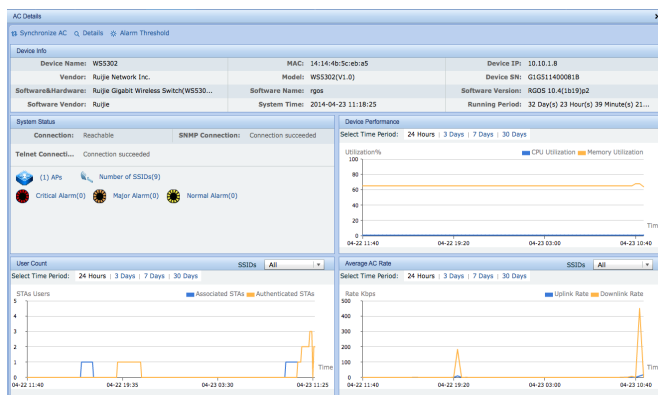 AC Details
Synchronize AC Details Alarm Threshold
Device Info
Device Name: WS5302 MAC: 14:14:4b:5c:eb:a5 Device IP: 10.10.1.8
Vendor: Ruijie Network Inc. Model: WS5302(V1.0) Device SN: G1GS11400081B
Software&Hardware: Ruijie Gigabit Wireless Switch(WS530... Software Name: rgos Software Version: RGOS 10.4(1b19)p2
Software Vendor: Ruijie System Time: 2014-04-23 11:18:25 Running Period: 32 Day(s) 23 Hour(s) 39 Minute(s) 21...
System Status
Connection: Reachable SNMP Connection: Connection succeeded
Telnet Connecti... Connection succeeded
(1) APs Number of SSIDs(9)
Critical Alarm(0) Major Alarm(0) Normal Alarm(0)
Device Performance
Select Time Period: 24 Hours | 3 Days | 7 Days | 30 Days
Utilization% CPU Utilization Memory Utilization
100
80
60
40
20
0
Time
04-22 11:40 04-22 19:20 04-23 03:00 04-23 10:40
User Count SSIDs All
Select Time Period: 24 Hours | 3 Days | 7 Days | 30 Days
STAs Users Associated STAs Authenticated STAs
5
4
3
2
1
0
Time
04-22 11:40 04-22 19:35 04-23 03:30 04-23 11:25
Average AC Rate SSIDs All
Select Time Period: 24 Hours | 3 Days | 7 Days | 30 Days
Rate Kbps Uplink Rate Downlink Rate
500
400
300
200
100
0
Time
04-22 11:40 04-22 19:20 04-23 03:00 04-23 10:40